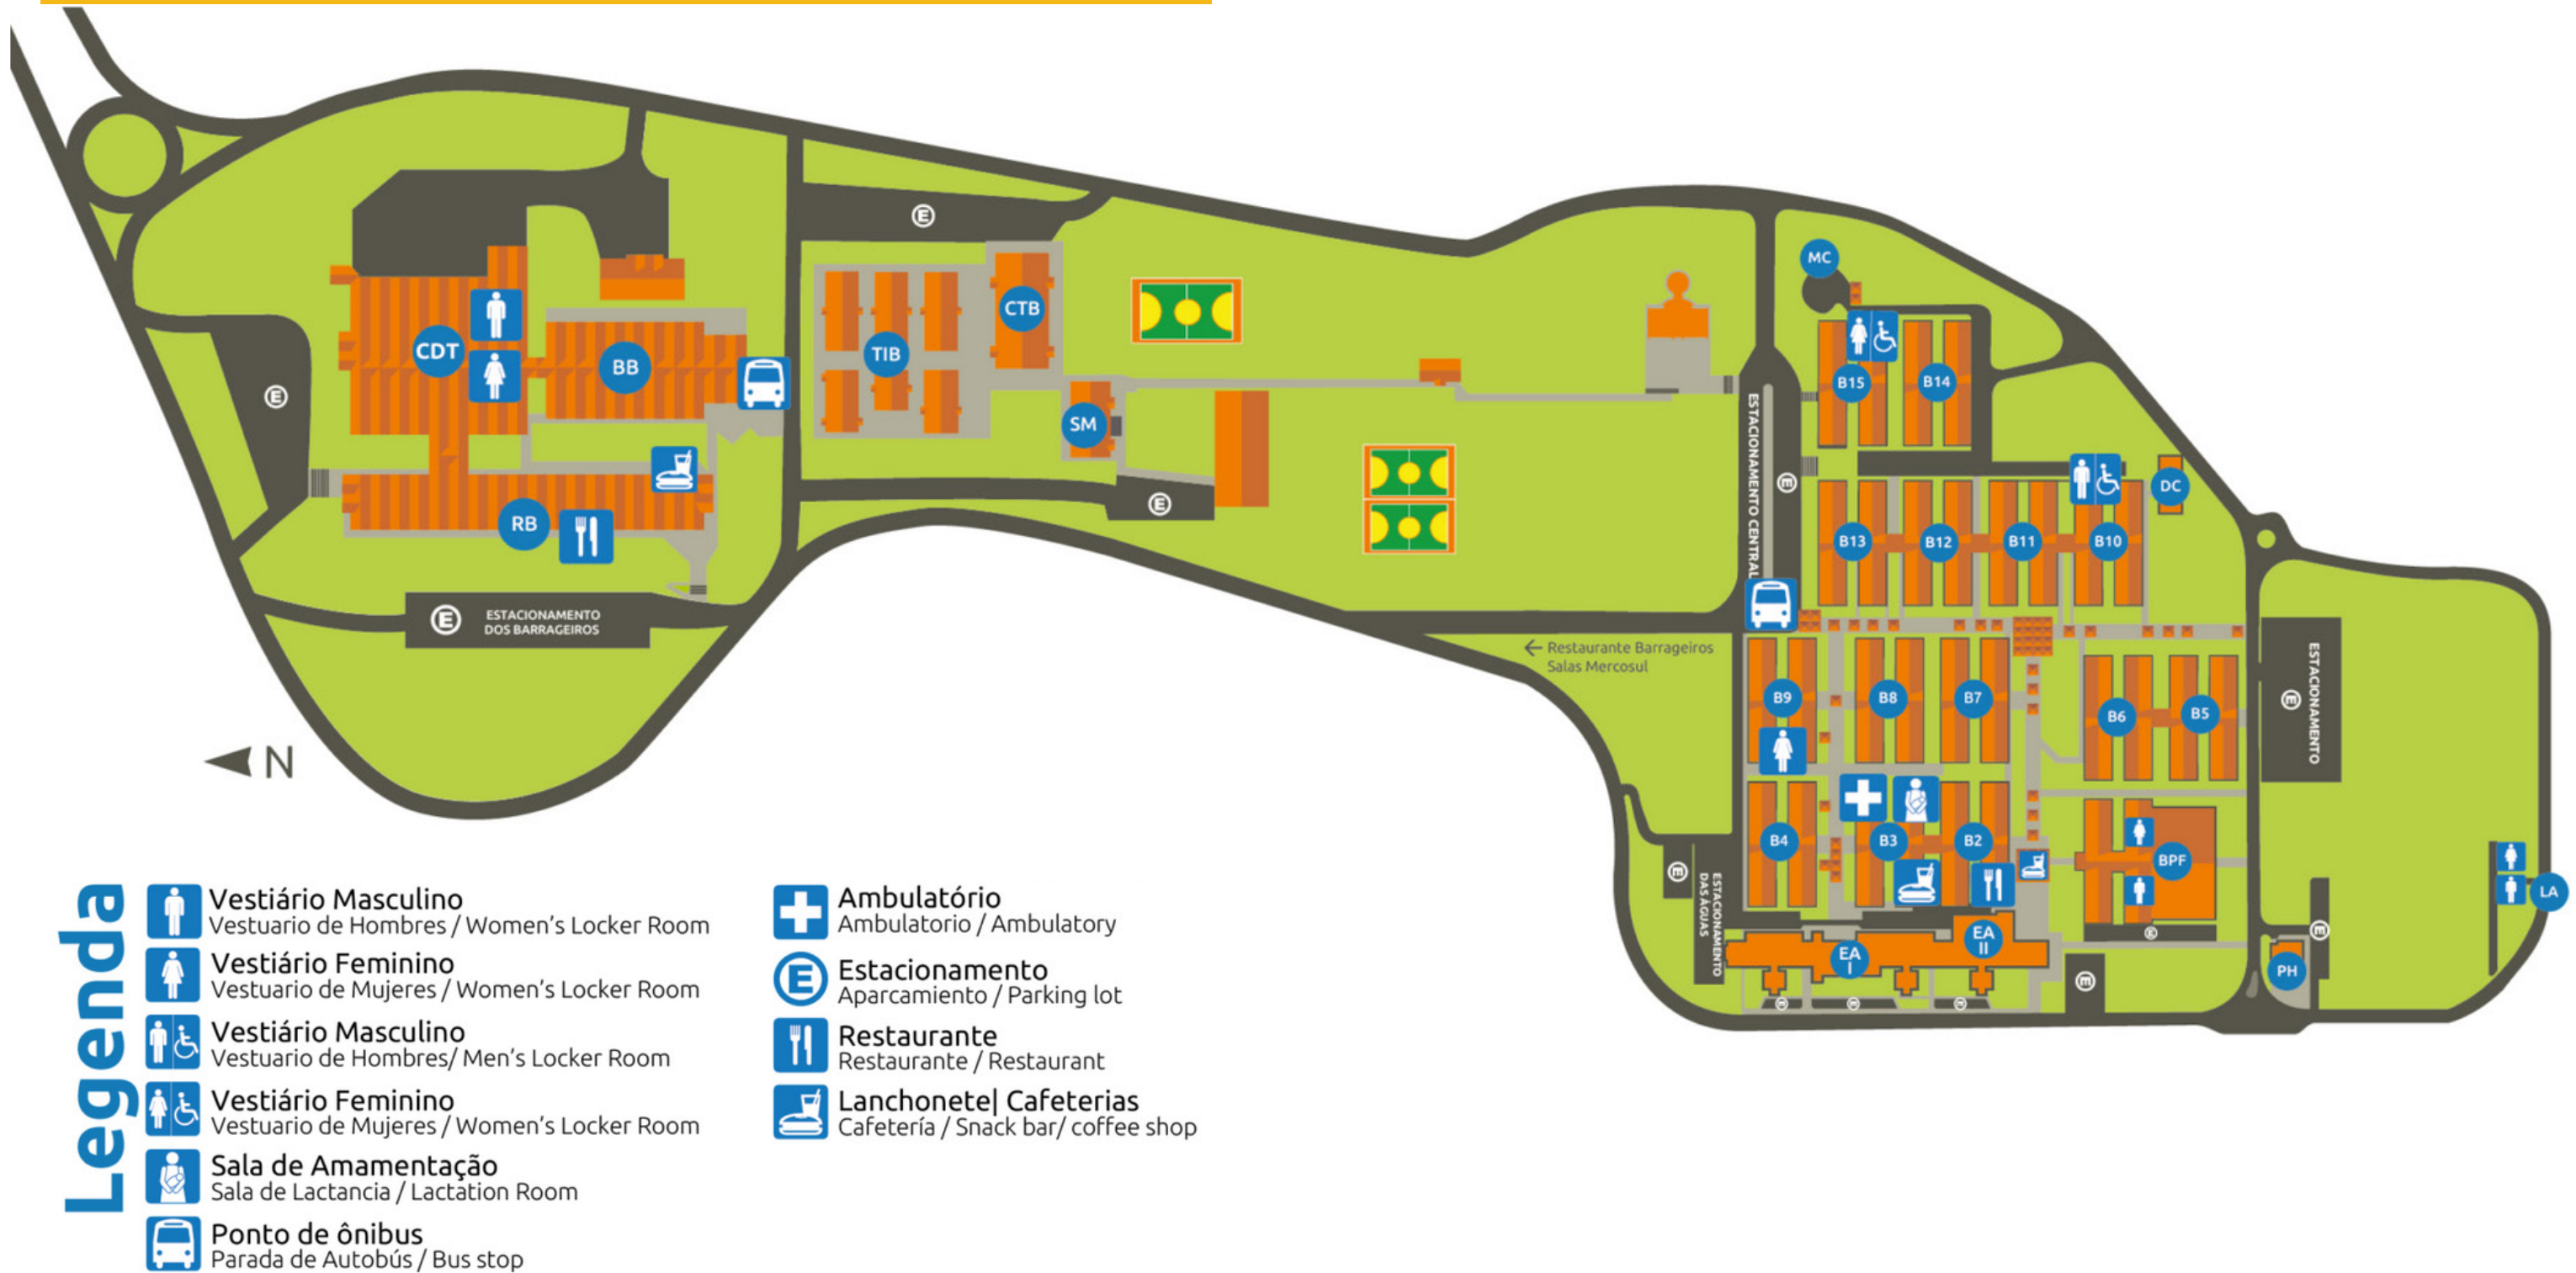 E
MC
CTB
CDT
BB
TIB
B15
B14
E
SM
ESTACIONAMENTO CENTRAL
E
DC
E
RB
B13
B12
B11
B10
E
ESTACIONAMENTO
DOS BARRAGEIROS
← Restaurante Barrageiros
Salas Mercosul
ESTACIONAMENTO
E
B9
B8
B7
B6
B5
N
B4
B3
B2
BPF
E
ESTACIONAMENTO
DAS ÁGUAS
LA
EA
I
EA
II
E
E
PH
E
E
E
E
Legenda
Vestiário Masculino
Vestuario de Hombres / Women's Locker Room
Vestiário Feminino
Vestuario de Mujeres / Women's Locker Room
Vestiário Masculino
Vestuario de Hombres/ Men's Locker Room
Vestiário Feminino
Vestuario de Mujeres / Women's Locker Room
Sala de Amamentação
Sala de Lactancia / Lactation Room
Ponto de ônibus
Parada de Autobús / Bus stop
Ambulatório
Ambulatorio / Ambulatory
E
Estacionamento
Aparcamiento / Parking lot
Restaurante
Restaurante / Restaurant
Lanchonete| Cafeterias
Cafetería / Snack bar/ coffee shop